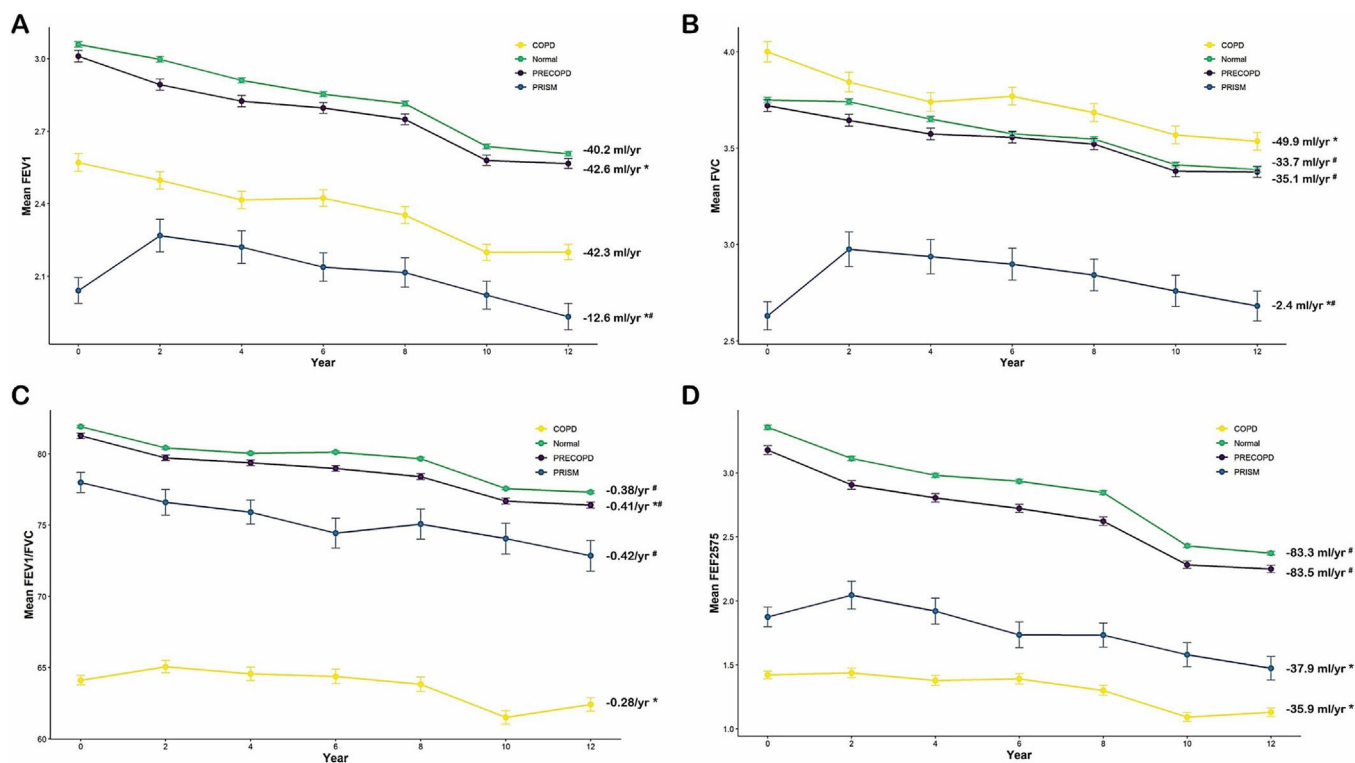 A
Mean FEV1
3.0
2.7
2.4
2.1
COPD
Normal
PRECOPD
PRISM
-40.2 ml/yr
-42.6 ml/yr *
-42.3 ml/yr
-12.6 ml/yr *#
0 2 4 6 8 10 12
Year
B
Mean FVC
4.0
3.5
3.0
2.5
COPD
Normal
PRECOPD
PRISM
-49.9 ml/yr *
-33.7 ml/yr #
-35.1 ml/yr #
-2.4 ml/yr *#
0 2 4 6 8 10 12
Year
C
Mean FEV1/FVC
80
75
70
65
60
COPD
Normal
PRECOPD
PRISM
-0.38/yr #
-0.41/yr *#
-0.42/yr #
-0.28/yr *
0 2 4 6 8 10 12
Year
D
Mean FEF2575
3.0
2.5
2.0
1.5
1.0
COPD
Normal
PRECOPD
PRISM
-83.3 ml/yr #
-83.5 ml/yr #
-37.9 ml/yr *
-35.9 ml/yr *
0 2 4 6 8 10 12
Year